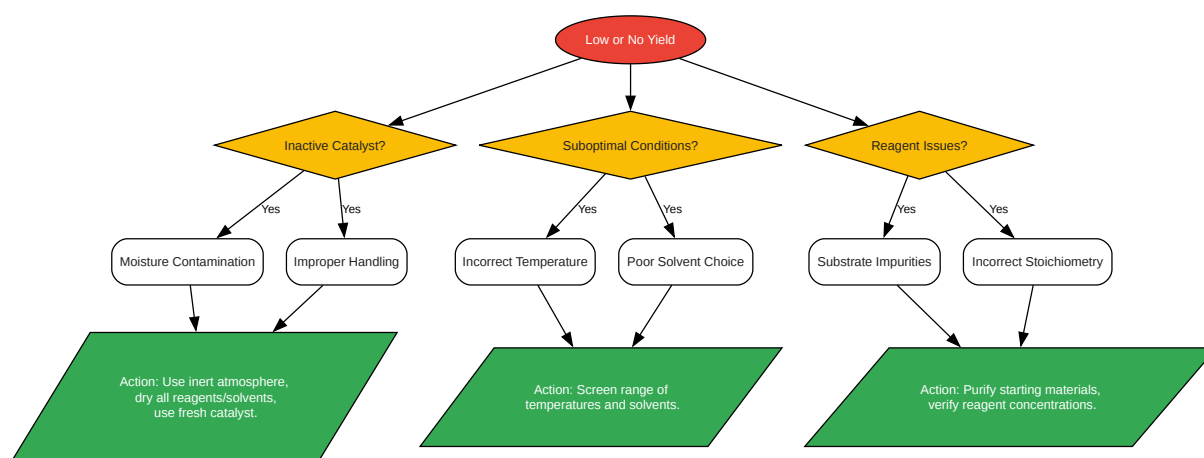 Low or No Yield
Inactive Catalyst?
Suboptimal Conditions?
Reagent Issues?
Yes
Yes
Yes
Yes
Yes
Yes
Moisture Contamination
Improper Handling
Incorrect Temperature
Poor Solvent Choice
Substrate Impurities
Incorrect Stoichiometry
Action: Use inert atmosphere,
dry all reagents/solvents,
use fresh catalyst.
Action: Screen range of
temperatures and solvents.
Action: Purify starting materials,
verify reagent concentrations.